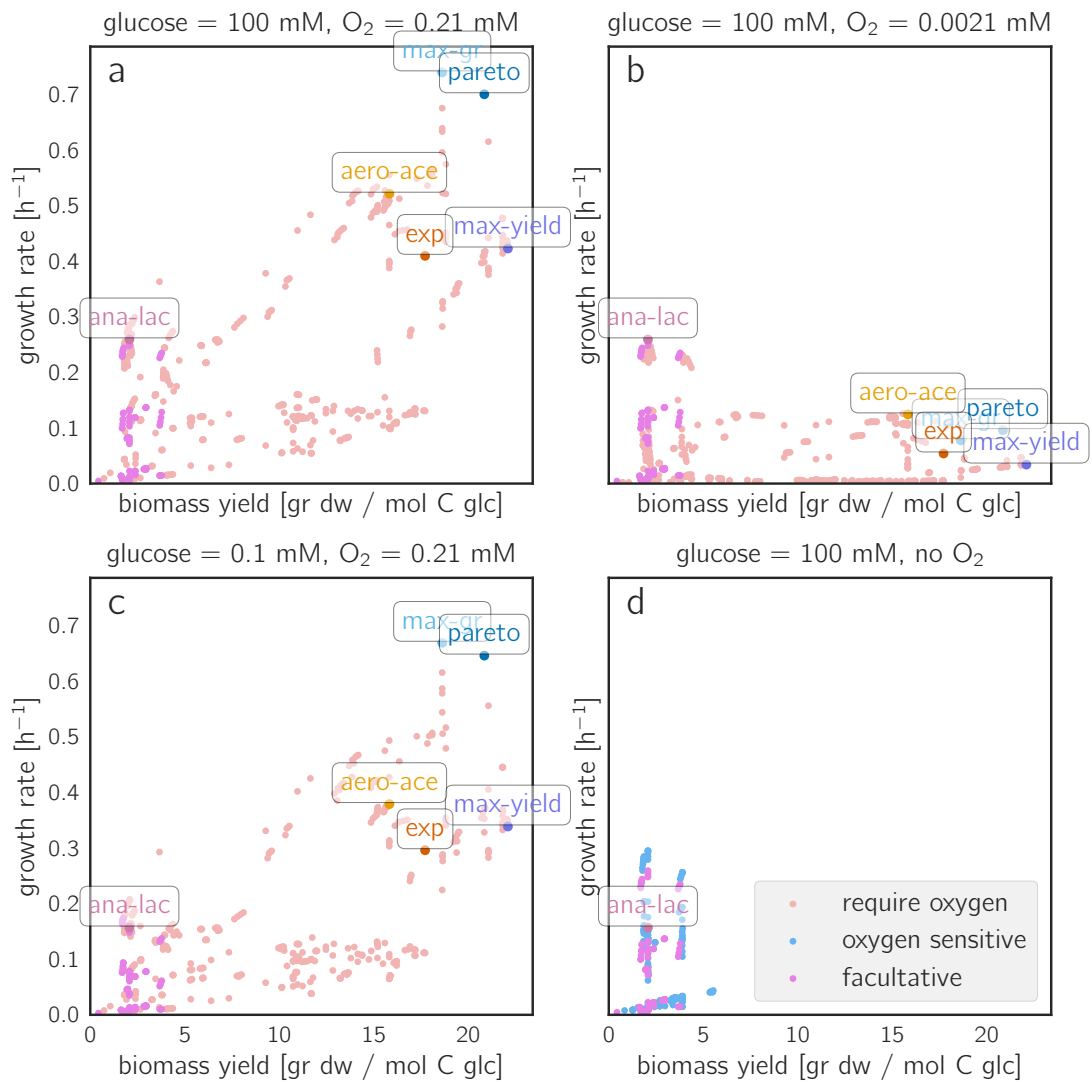 glucose = 100 mM, O₂ = 0.21 mM
a
max-gr
pareto
aero-ace
exp
max-yield
ana-lac
growth rate [h⁻¹]
0.7
0.6
0.5
0.4
0.3
0.2
0.1
0.0
biomass yield [gr dw / mol C glc]
glucose = 100 mM, O₂ = 0.0021 mM
b
ana-lac
aero-ace
pareto
max-gr
exp
max-yield
growth rate [h⁻¹]
biomass yield [gr dw / mol C glc]
glucose = 0.1 mM, O₂ = 0.21 mM
c
max-gr
pareto
aero-ace
max-yield
exp
ana-lac
growth rate [h⁻¹]
0.7
0.6
0.5
0.4
0.3
0.2
0.1
0.0
0 5 10 15 20
biomass yield [gr dw / mol C glc]
glucose = 100 mM, no O₂
d
ana-lac
require oxygen
oxygen sensitive
facultative
growth rate [h⁻¹]
0 5 10 15 20
biomass yield [gr dw / mol C glc]